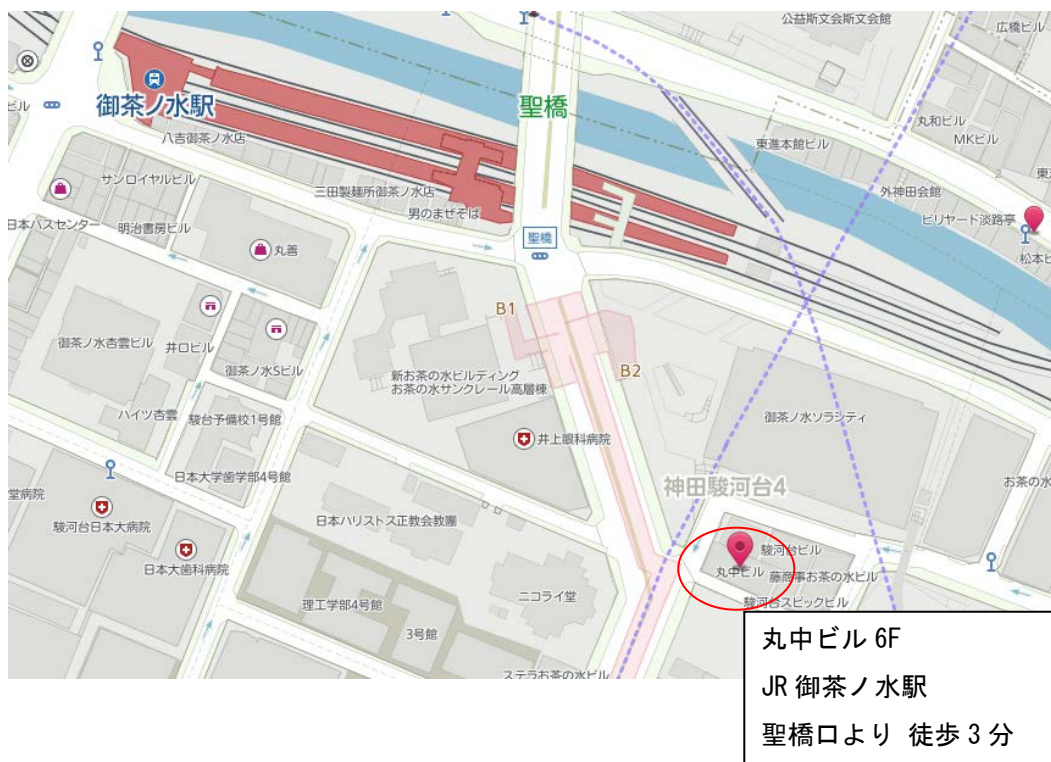 公益斯文会斯文会館
広橋ビル
ビル
御茶ノ水駅
聖橋
八吉御茶ノ水店
丸和ビル
MKビル
東進本館ビル
サンロイヤルビル
三田製麺所御茶ノ水店
男のまぜそば
外神田会館
ビリヤード淡路亭
日本バスセンター
明治書房ビル
丸善
聖橋
松本ビ
B1
御茶ノ水杏雲ビル
井口ビル
御茶ノ水Sビル
新お茶の水ビルディング
お茶の水サンクレール高層棟
B2
ハイツ杏雲
駿台予備校1号館
御茶ノ水ソラシティ
井上眼科病院
日本大学歯学部4号館
神田駿河台4
お茶の水
堂病院
駿河台日本大病院
日本ハリストス正教会教團
日本大歯科病院
駿河台ビル
丸中ビル
藤商事お茶の水ビル
ニコライ堂
理工学部4号館
駿河台スピックビル
3号館
ステラお茶の水ビル
丸中ビル 6F
JR 御茶ノ水駅
聖橋口より 徒歩 3 分